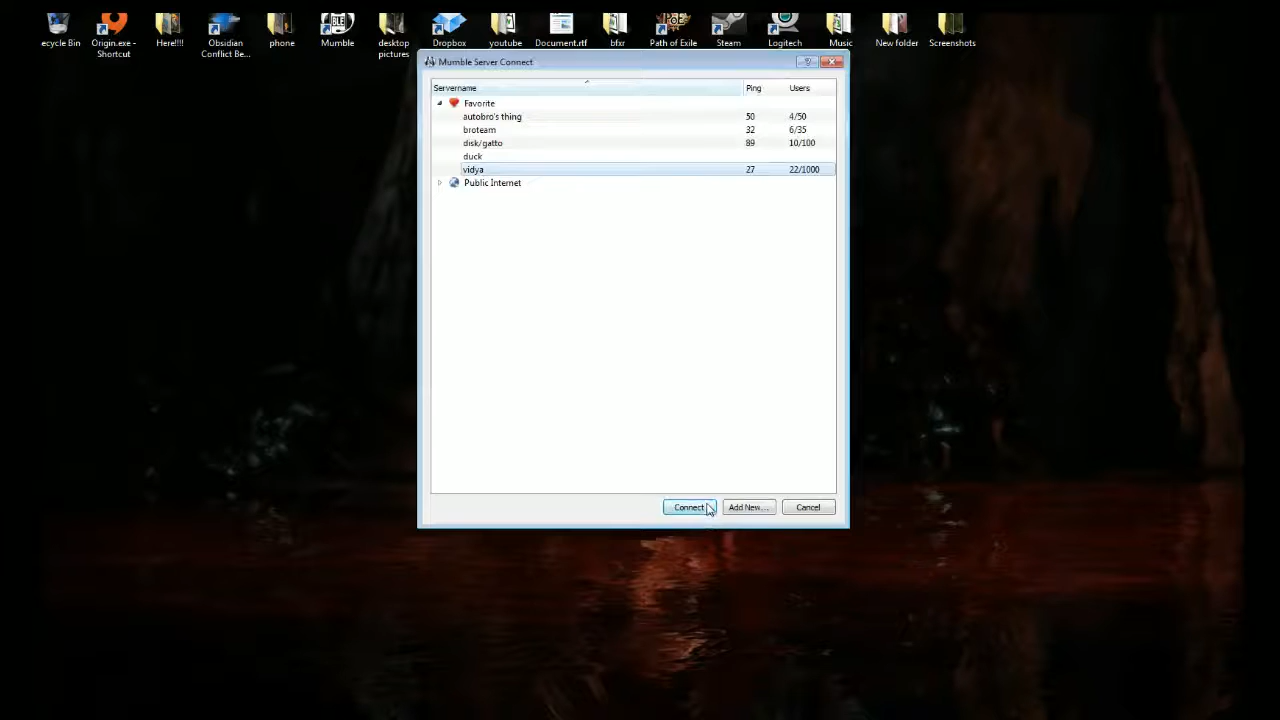 ecycle Bin
Origin.exe - Shortcut
Here!!!!
Obsidian Conflict Be...
phone
Mumble
desktop pictures
Dropbox
youtube
Document.rtf
bfxr
Path of Exile
Steam
Logitech
Music
New folder
Screenshots
Mumble Server Connect
Servername Ping Users
Favorite
autobro's thing 50 4/50
broteam 32 6/35
disk/gatto 89 10/100
duck
vidya 27 22/1000
Public Internet
Connect Add New... Cancel